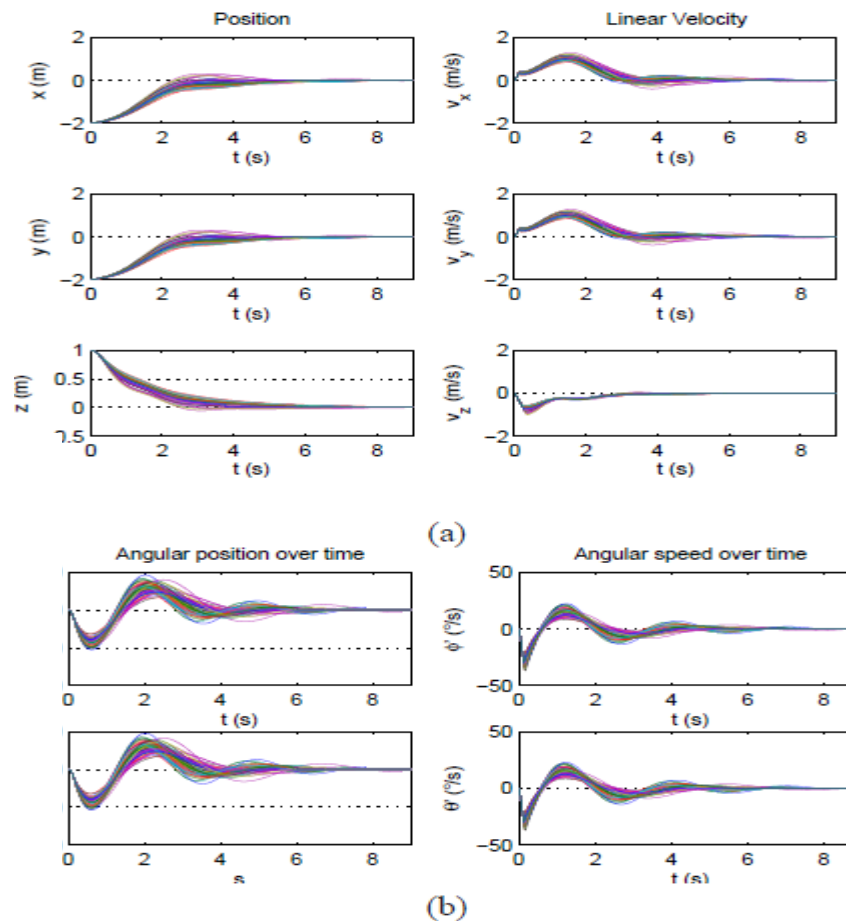 Position
2
0
−2
x (m)
0 2 4 6 8
t (s)
Linear Velocity
2
0
−2
v_x (m/s)
0 2 4 6 8
t (s)
2
0
−2
y (m)
0 2 4 6 8
t (s)
2
0
−2
v_y (m/s)
0 2 4 6 8
t (s)
1
0.5
0
0.5
z (m)
0 2 4 6 8
t (s)
2
0
−2
v_z (m/s)
0 2 4 6 8
t (s)
(a)
Angular position over time
0 2 4 6 8
t (s)
Angular speed over time
50
0
−50
ϕ' (°/s)
0 2 4 6 8
t (s)
0 2 4 6 8
s
50
0
−50
θ' (°/s)
0 2 4 6 8
t (s)
(b)